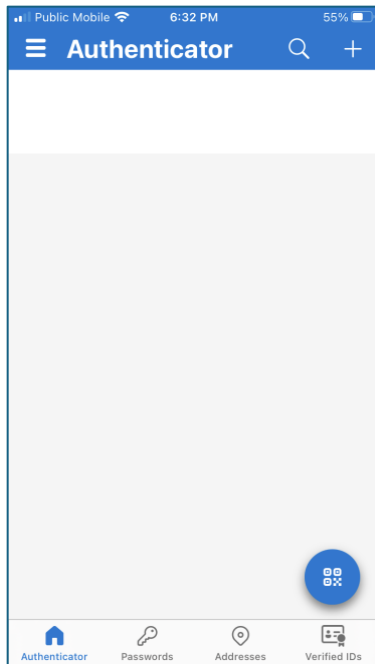 Public Mobile 6:32 PM 55%
Authenticator
Authenticator Passwords Addresses Verified IDs